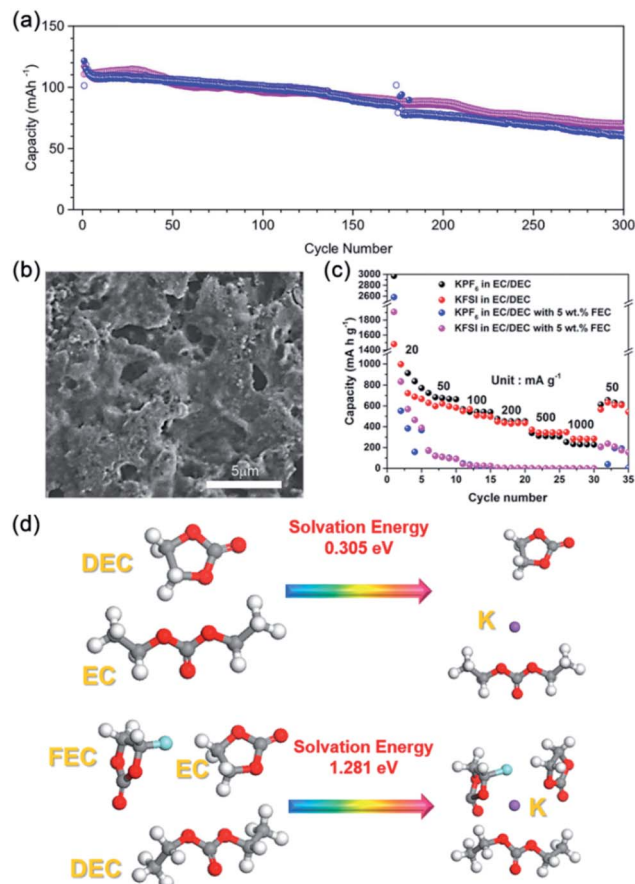 (a)
150
100
50
0
Capacity (mAh⁻¹)
0 50 100 150 200 250 300
Cycle Number
(b)
5μm
(c)
3000
2800
2600
1400
1200
1000
800
600
400
200
0
Capacity (mA h g⁻¹)
KPF₆ in EC/DEC
KFSI in EC/DEC
KPF₆ in EC/DEC with 5 wt.% FEC
KFSI in EC/DEC with 5 wt.% FEC
Unit : mA g⁻¹
20
50
100
200
500
1000
50
0 5 10 15 20 25 30 35
Cycle number
(d)
DEC
Solvation Energy
0.305 eV
EC
K
FEC
EC
Solvation Energy
1.281 eV
K
DEC